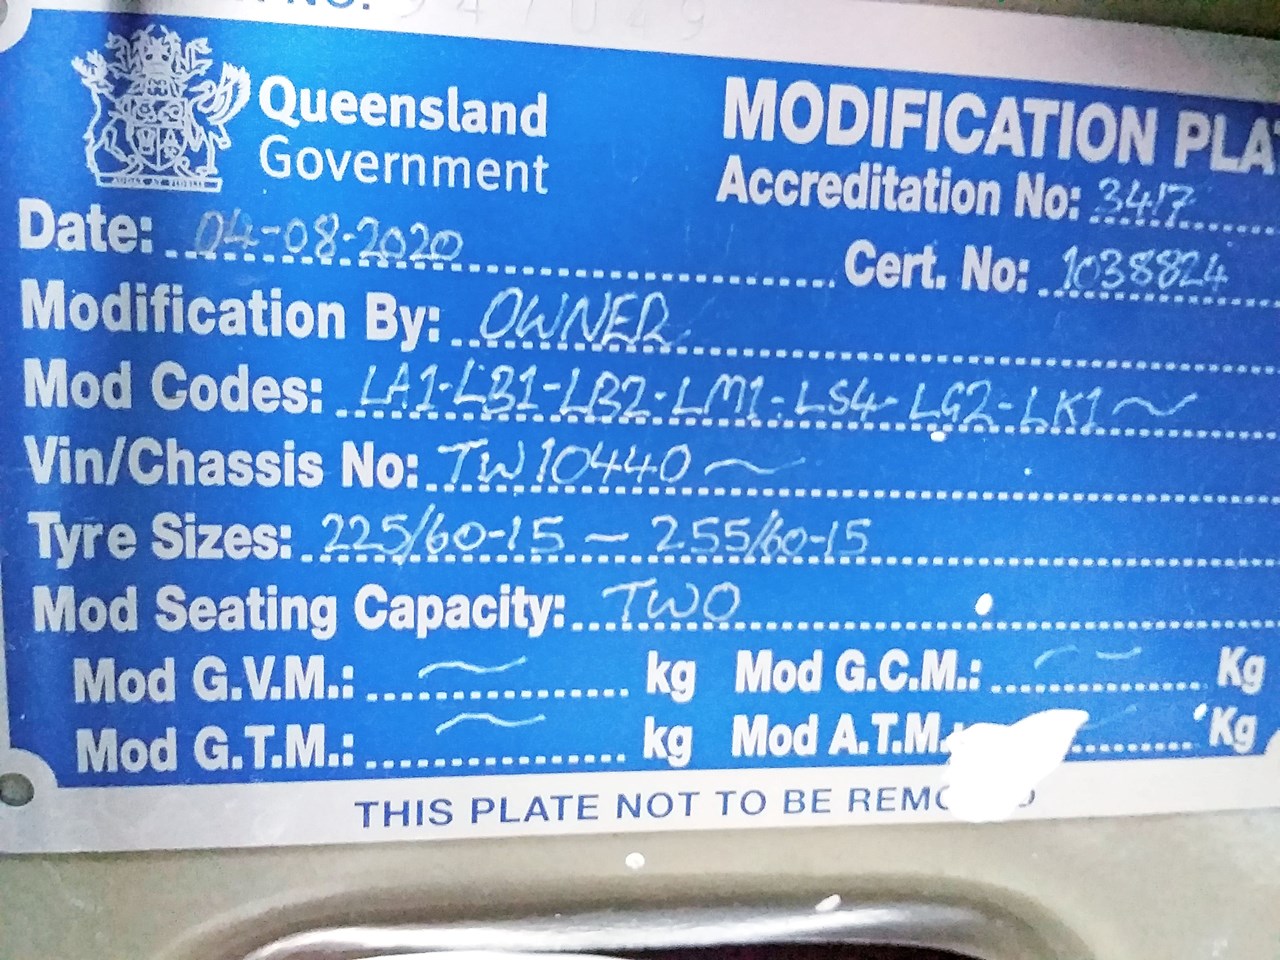 NO. 947049
Queensland
Government
MODIFICATION
Accreditation No: 3417
Date: 04-08-2020
Cert. No: 1038824
Modification By: OWNER
Mod Codes: LA1-LB1-LB2-LM1-LS4-LG2-LK1~
Vin/Chassis No: TW10440~
Tyre Sizes: 225/60-15 ~ 255/60-15
Mod Seating Capacity: TWO
Mod G.V.M.: ~ kg Mod G.C.M.: ~ Kg
Mod G.T.M.: ~ kg Mod A.T.M.: Kg
THIS PLATE NOT TO BE